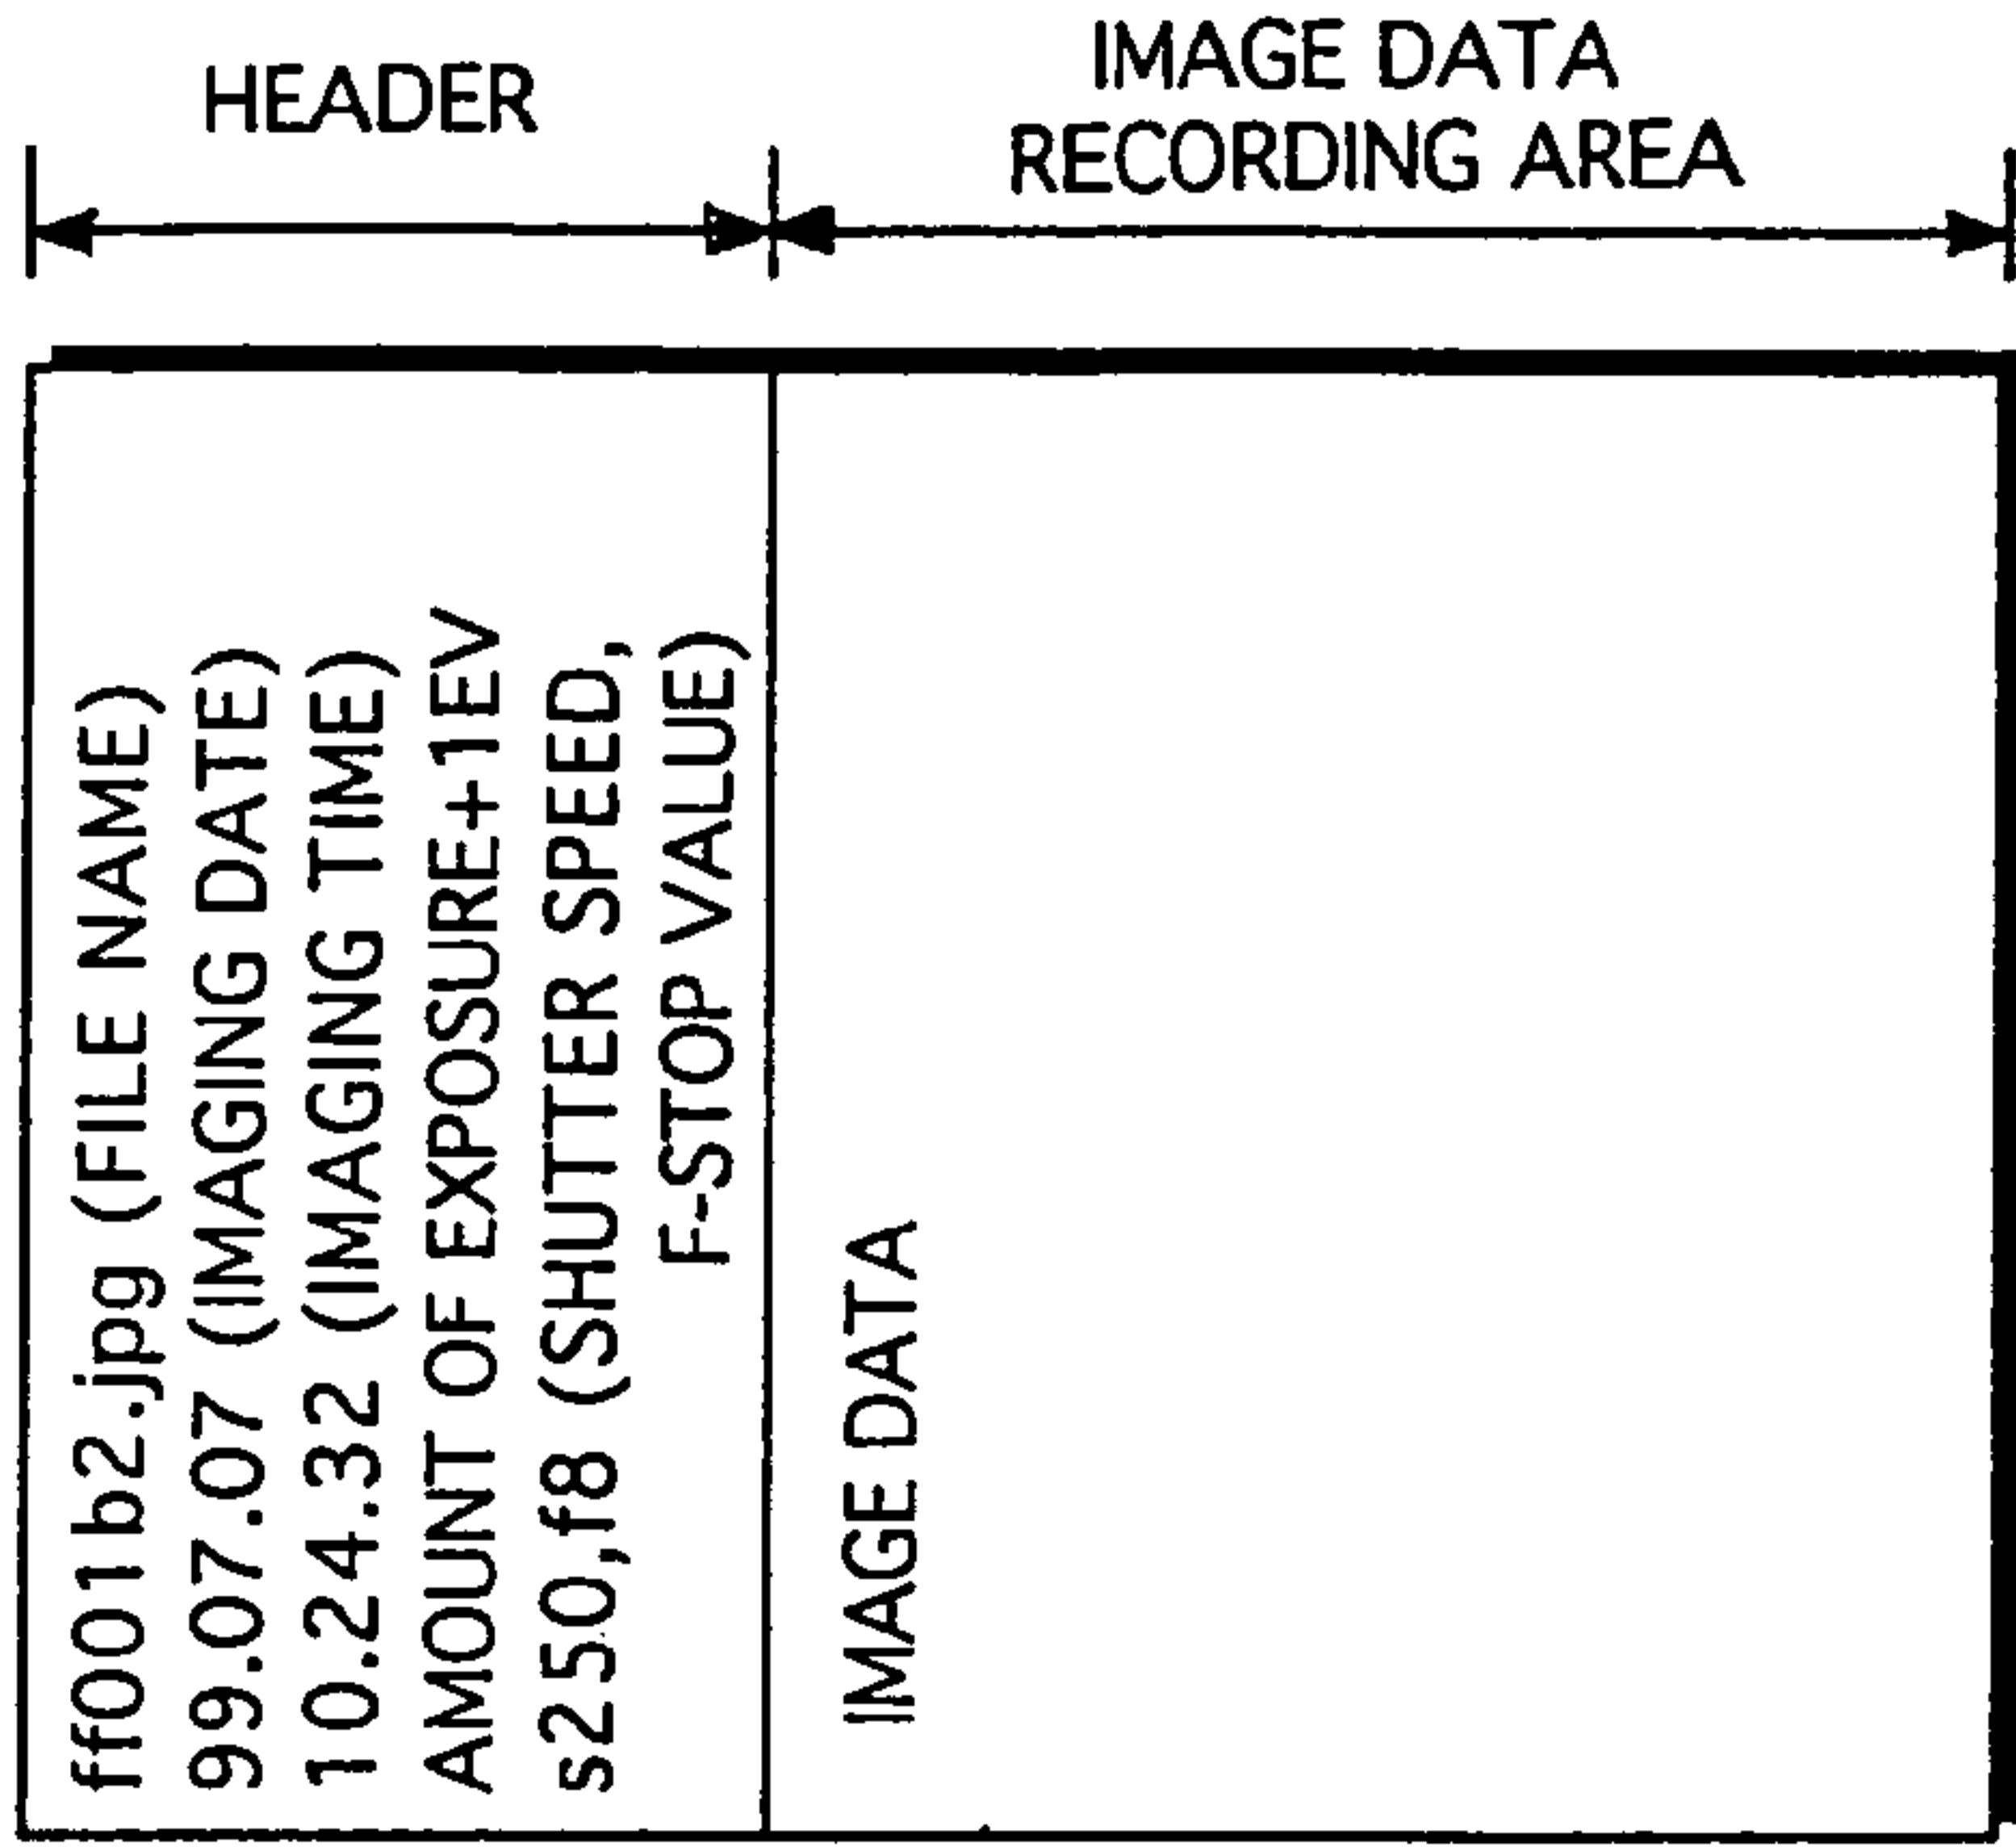 HEADER
IMAGE DATA
RECORDING AREA
ff001b2.jpg (FILE NAME)
99.07.07 (IMAGING DATE)
10.24.32 (IMAGING TIME)
AMOUNT OF EXPOSURE+1EV
s250,f8 (SHUTTER SPEED,
F-STOP VALUE)
IMAGE DATA